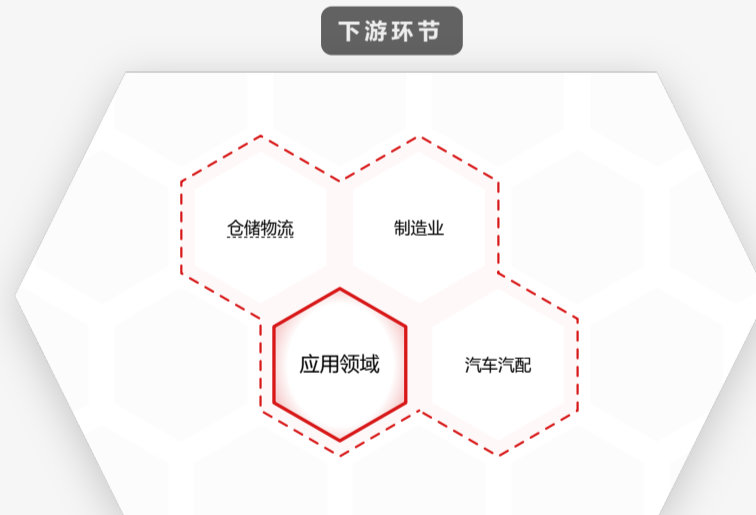 下游环节
仓储物流
制造业
应用领域
汽车汽配